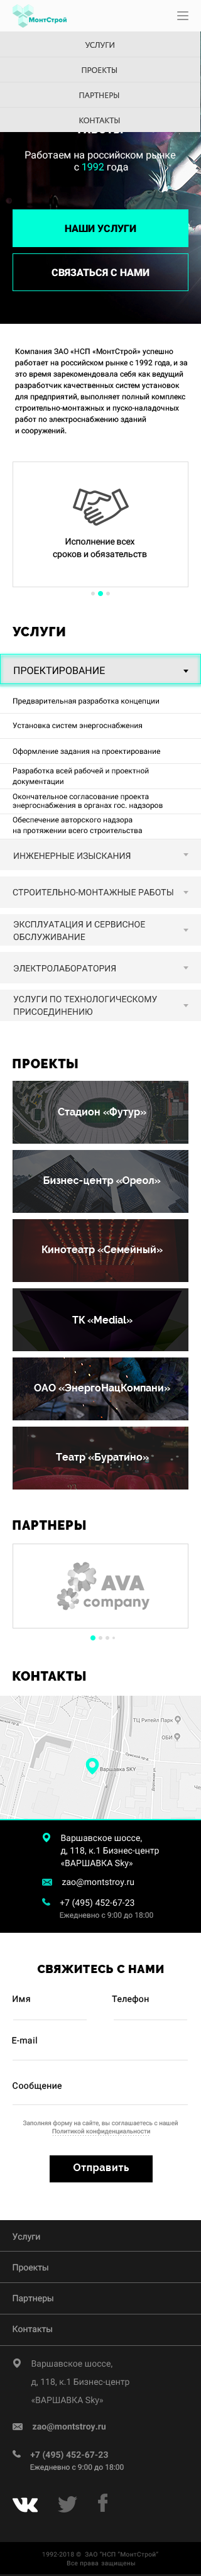 МонтСтрой
УСЛУГИ
ПРОЕКТЫ
ПАРТНЕРЫ
КОНТАКТЫ
Работаем на российском рынке
с 1992 года
НАШИ УСЛУГИ
СВЯЗАТЬСЯ С НАМИ
Компания ЗАО «НСП «МонтСтрой» успешно
работает на российском рынке с 1992 года, и за
это время зарекомендовала себя как ведущий
разработчик качественных систем установок
для предприятий, выполняет полный комплекс
строительно-монтажных и пуско-наладочных
работ по электроснабжению зданий
и сооружений.
Исполнение всех
сроков и обязательств
УСЛУГИ
ПРОЕКТИРОВАНИЕ
Предварительная разработка концепции
Установка систем энергоснабжения
Оформление задания на проектирование
Разработка всей рабочей и проектной
документации
Окончательное согласование проекта
энергоснабжения в органах гос. надзоров
Обеспечение авторского надзора
на протяжении всего строительства
ИНЖЕНЕРНЫЕ ИЗЫСКАНИЯ
СТРОИТЕЛЬНО-МОНТАЖНЫЕ РАБОТЫ
ЭКСПЛУАТАЦИЯ И СЕРВИСНОЕ
ОБСЛУЖИВАНИЕ
ЭЛЕКТРОЛАБОРАТОРИЯ
УСЛУГИ ПО ТЕХНОЛОГИЧЕСКОМУ
ПРИСОЕДИНЕНИЮ
ПРОЕКТЫ
Стадион «Футур»
Бизнес-центр «Ореол»
Кинотеатр «Семейный»
ТК «Medial»
ОАО «ЭнергоНацКомпани»
Театр «Буратино»
ПАРТНЕРЫ
AVA
company
КОНТАКТЫ
ТЦ Ритейл Парк
ОБИ
Варшавка SKY
Варшавское шоссе,
д. 118, к.1 Бизнес-центр
«ВАРШАВКА Sky»
zao@montstroy.ru
+7 (495) 452-67-23
Ежедневно с 9:00 до 18:00
СВЯЖИТЕСЬ С НАМИ
Имя Телефон
E-mail
Сообщение
Заполняя форму на сайте, вы соглашаетесь с нашей
Политикой конфиденциальности
Отправить
Услуги
Проекты
Партнеры
Контакты
Варшавское шоссе,
д. 118, к.1 Бизнес-центр
«ВАРШАВКА Sky»
zao@montstroy.ru
+7 (495) 452-67-23
Ежедневно с 9:00 до 18:00
1992-2018 © ЗАО "НСП "МонтСтрой"
Все права защищены